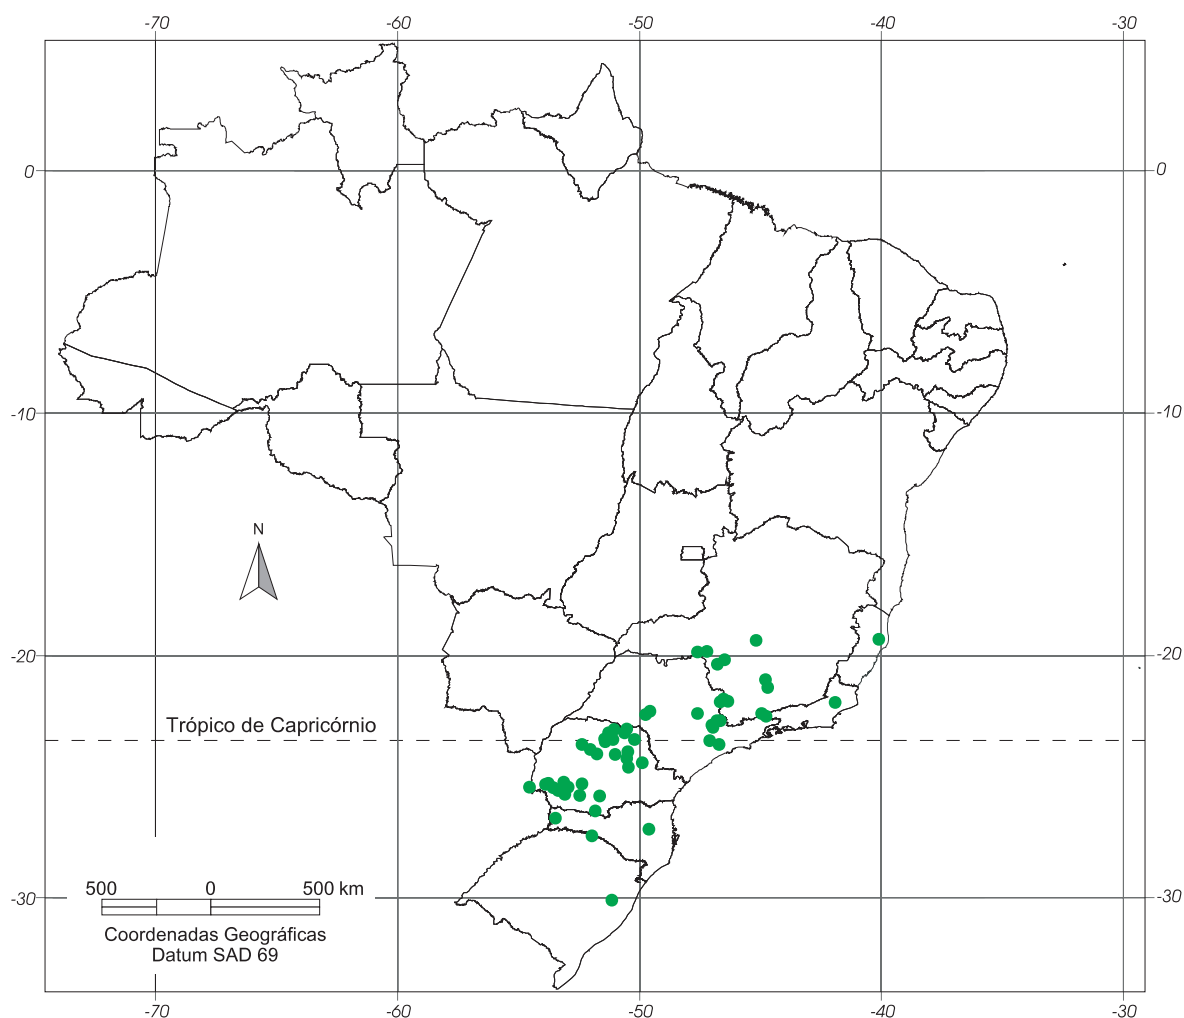 -70 -60 -50 -40 -30
0 0
-10 -10
N
-20 -20
Trópico de Capricórnio
500 0 500 km
-30 -30
Coordenadas Geográficas
Datum SAD 69
-70 -60 -50 -40 -30